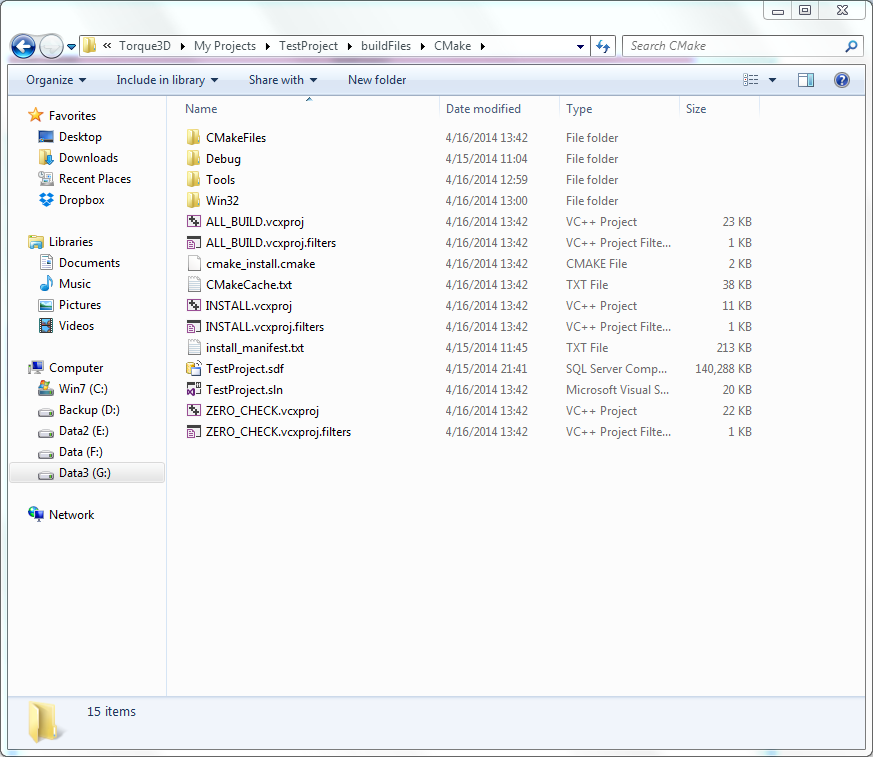 « Torque3D ▸ My Projects ▸ TestProject ▸ buildFiles ▸ CMake ▸ Search CMake
Organize Include in library Share with New folder
Favorites
Desktop
Downloads
Recent Places
Dropbox
Libraries
Documents
Music
Pictures
Videos
Computer
Win7 (C:)
Backup (D:)
Data2 (E:)
Data (F:)
Data3 (G:)
Network
Name Date modified Type Size
CMakeFiles 4/16/2014 13:42 File folder
Debug 4/15/2014 11:04 File folder
Tools 4/16/2014 12:59 File folder
Win32 4/16/2014 13:00 File folder
ALL_BUILD.vcxproj 4/16/2014 13:42 VC++ Project 23 KB
ALL_BUILD.vcxproj.filters 4/16/2014 13:42 VC++ Project Filte... 1 KB
cmake_install.cmake 4/16/2014 13:42 CMAKE File 2 KB
CMakeCache.txt 4/16/2014 13:42 TXT File 38 KB
INSTALL.vcxproj 4/16/2014 13:42 VC++ Project 11 KB
INSTALL.vcxproj.filters 4/16/2014 13:42 VC++ Project Filte... 1 KB
install_manifest.txt 4/15/2014 11:45 TXT File 213 KB
TestProject.sdf 4/15/2014 21:41 SQL Server Comp... 140,288 KB
TestProject.sln 4/16/2014 13:42 Microsoft Visual S... 20 KB
ZERO_CHECK.vcxproj 4/16/2014 13:42 VC++ Project 22 KB
ZERO_CHECK.vcxproj.filters 4/16/2014 13:42 VC++ Project Filte... 1 KB
15 items